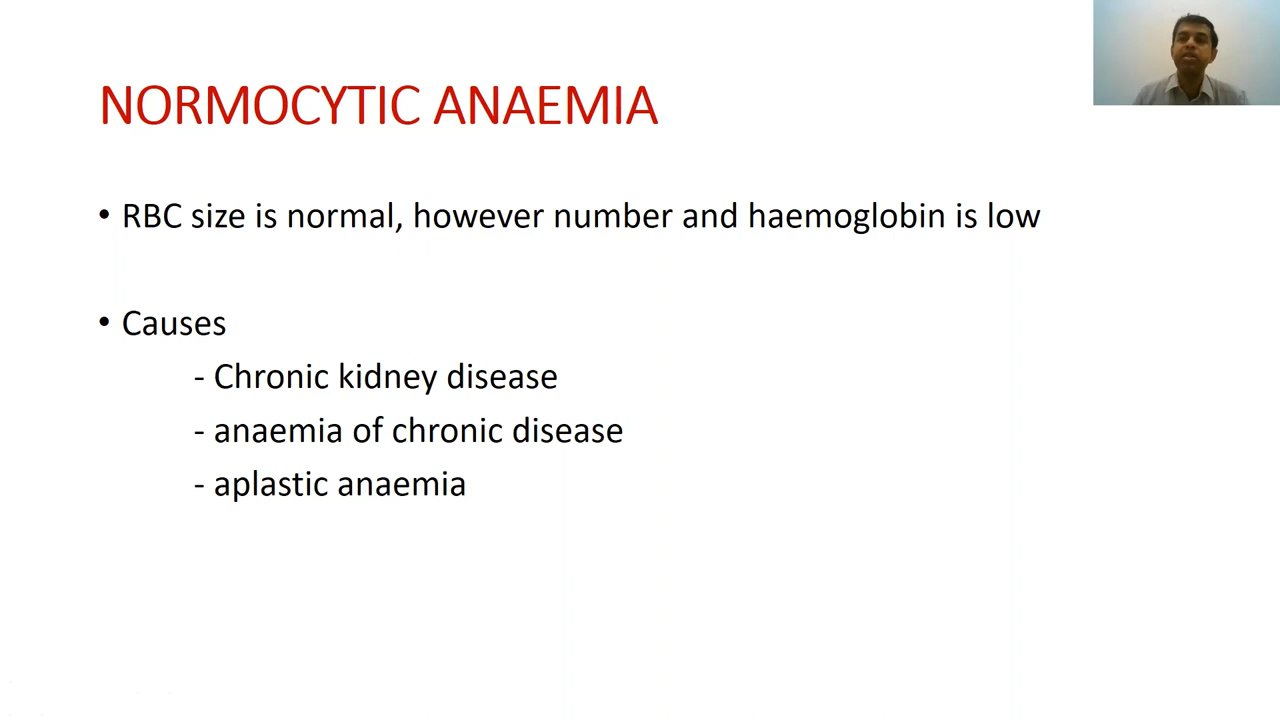 NORMOCYTIC ANAEMIA
• RBC size is normal, however number and haemoglobin is low
• Causes
- Chronic kidney disease
- anaemia of chronic disease
- aplastic anaemia